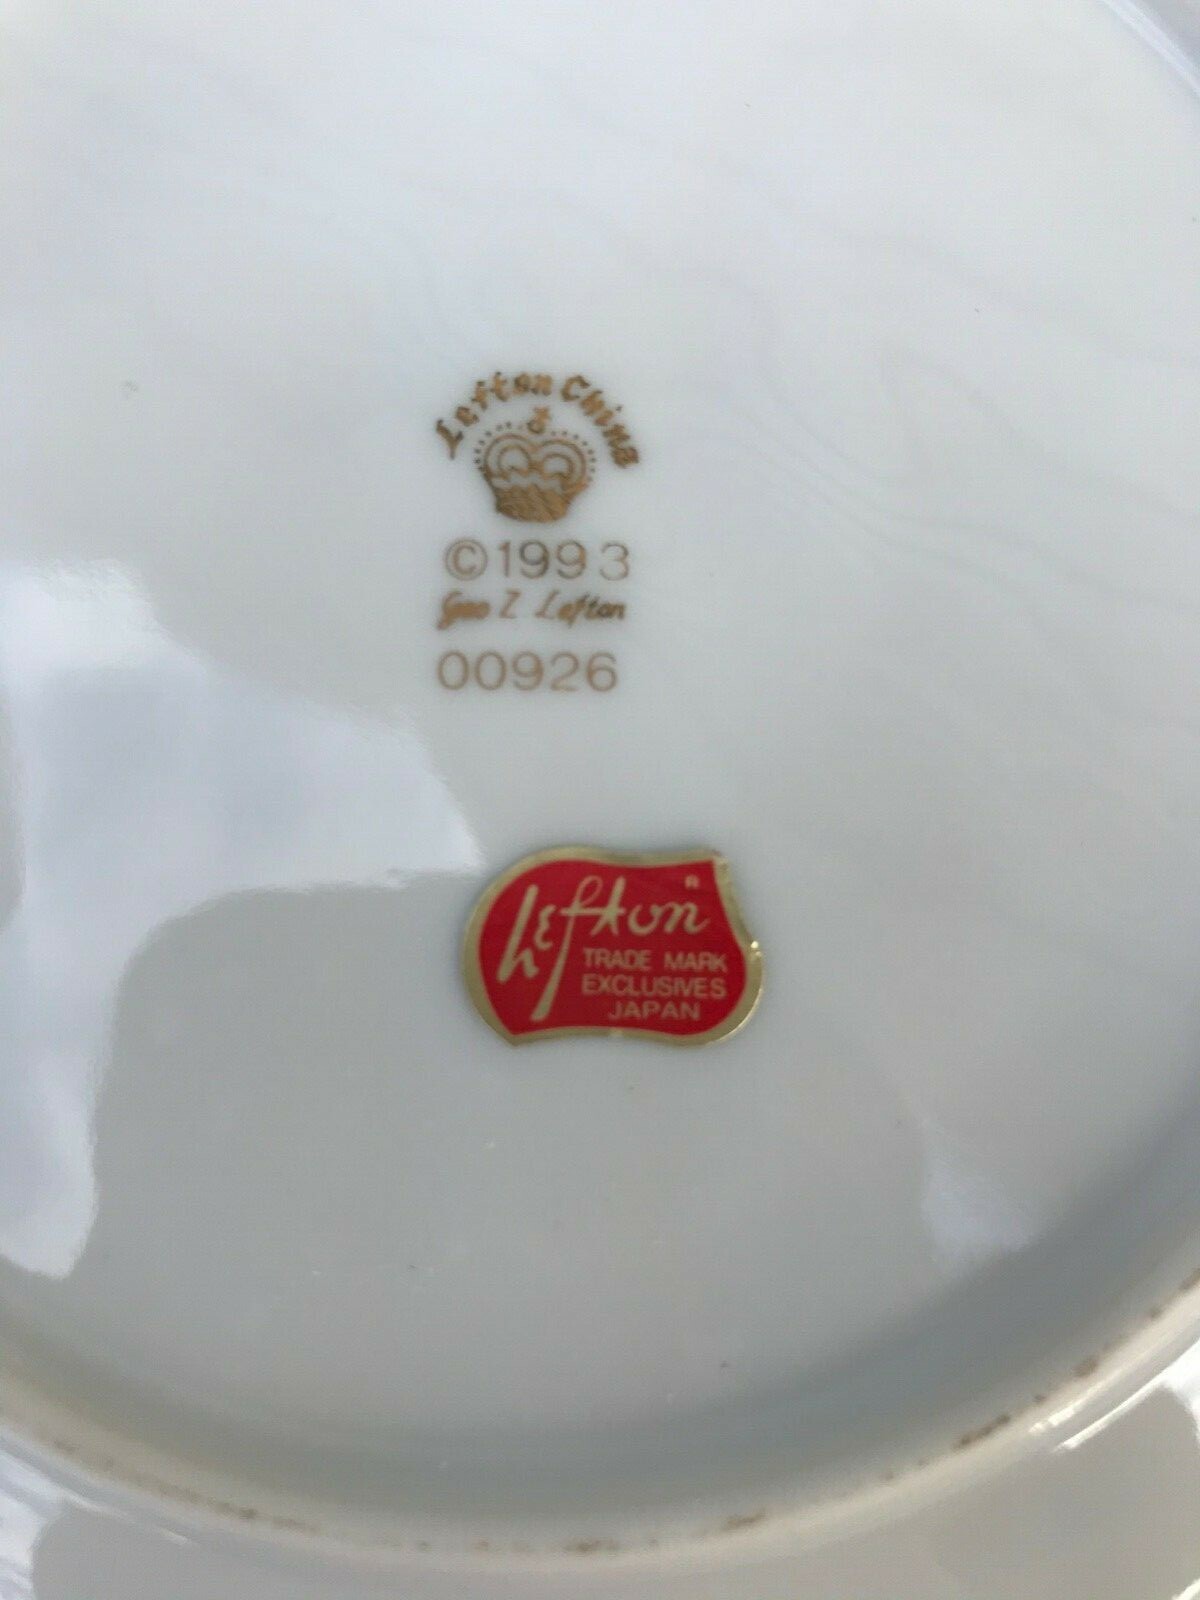 Lefton China
©1993
Geo Z Lefton
00926
Lefton ®
TRADE MARK
EXCLUSIVES
JAPAN